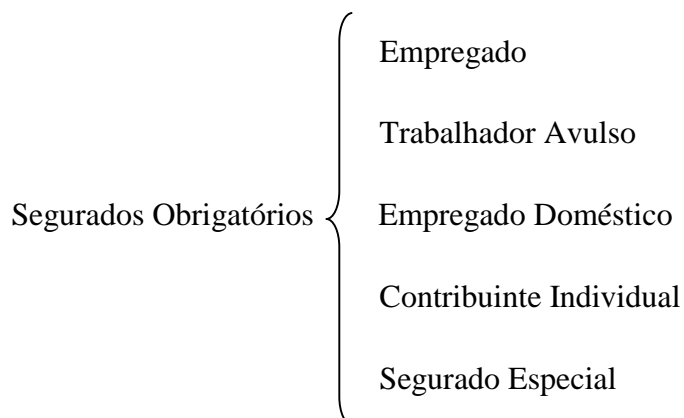 Empregado
Trabalhador Avulso
Segurados Obrigatórios
Empregado Doméstico
Contribuinte Individual
Segurado Especial